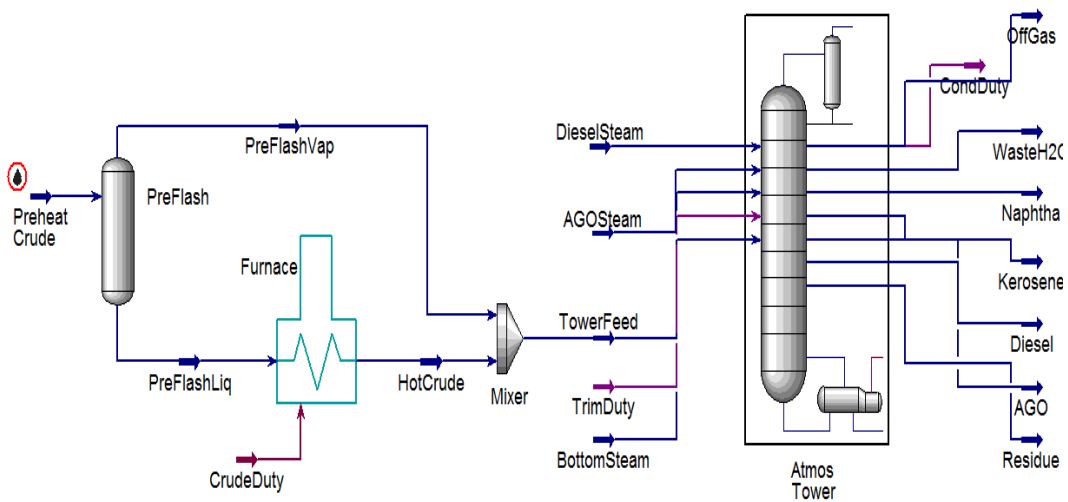 OffGas
CondDuty
DieselSteam
PreFlashVap
WasteH2O
PreFlash
Preheat
Crude
Naphtha
AGOSteam
Furnace
Kerosene
TowerFeed
Diesel
PreFlashLiq
HotCrude
Mixer
TrimDuty
AGO
BottomSteam
Residue
CrudeDuty
Atmos
Tower